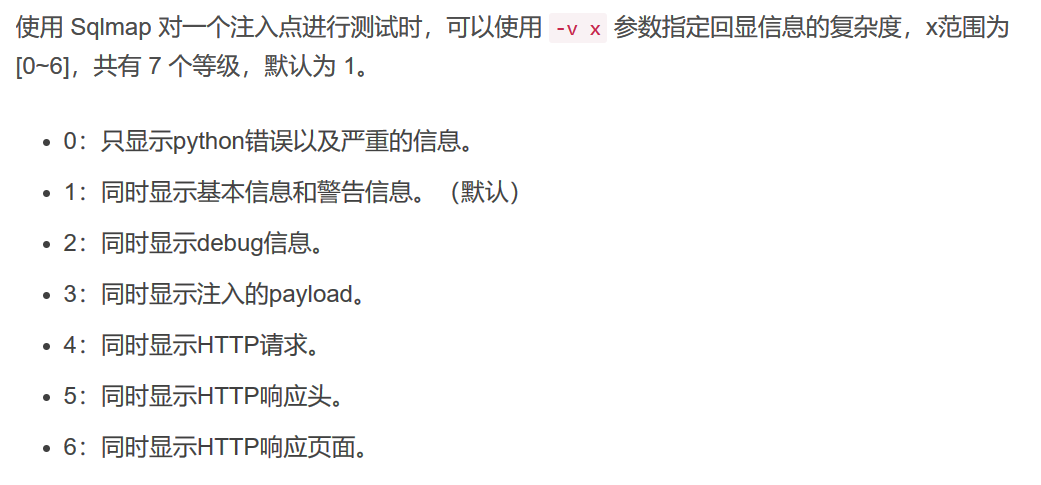 使用 Sqlmap 对一个注入点进行测试时，可以使用 -v x 参数指定回显信息的复杂度，x范围为
[0~6]，共有 7 个等级，默认为 1。
• 0：只显示python错误以及严重的信息。
• 1：同时显示基本信息和警告信息。（默认）
• 2：同时显示debug信息。
• 3：同时显示注入的payload。
• 4：同时显示HTTP请求。
• 5：同时显示HTTP响应头。
• 6：同时显示HTTP响应页面。